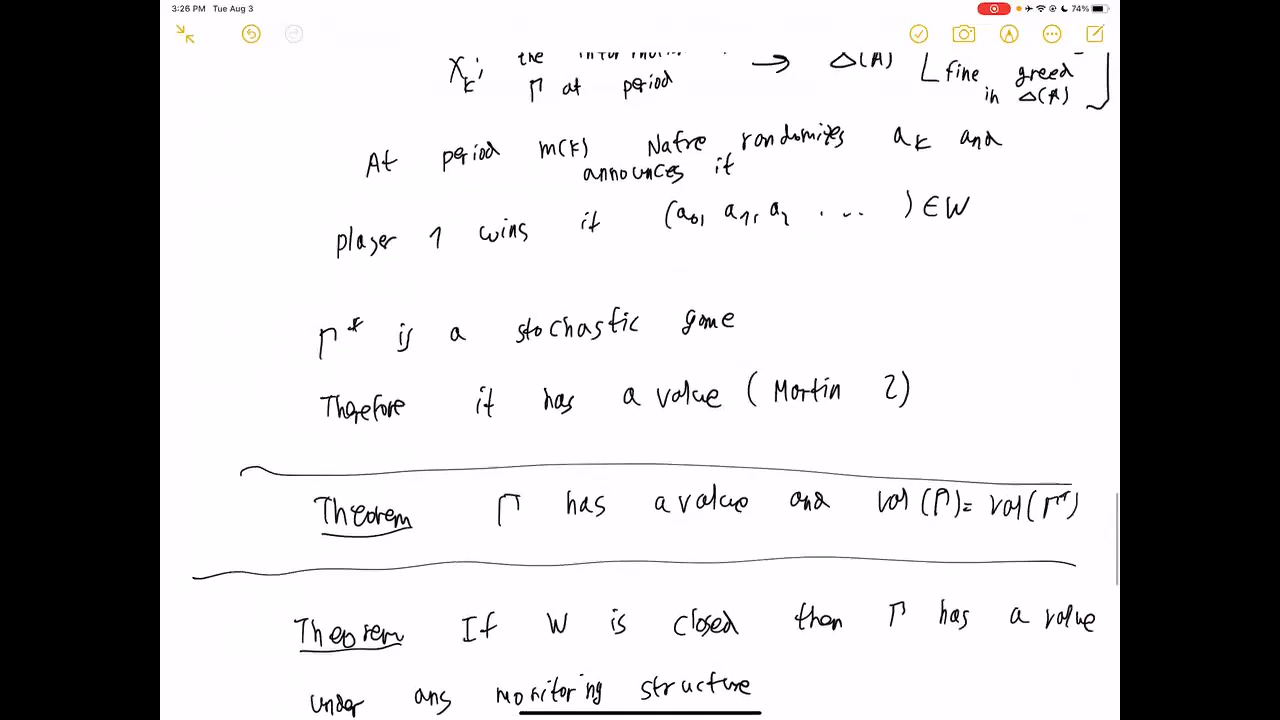 3:26 PM Tue Aug 3 74%
X_k: the → Δ(A) [fine greed
Γ at period in Δ(A)]
At period m(k) Natre randomizes a_k and
announces it
player 1 wins if (a_0, a_1, a_2 ....) ∈ W
Γ* is a stochastic game
Therefore it has a value (Martin 2)
Theorem Γ has a value and val(Γ) = val(Γ*)
Theorem If W is closed then Γ has a value
under any monitoring structure